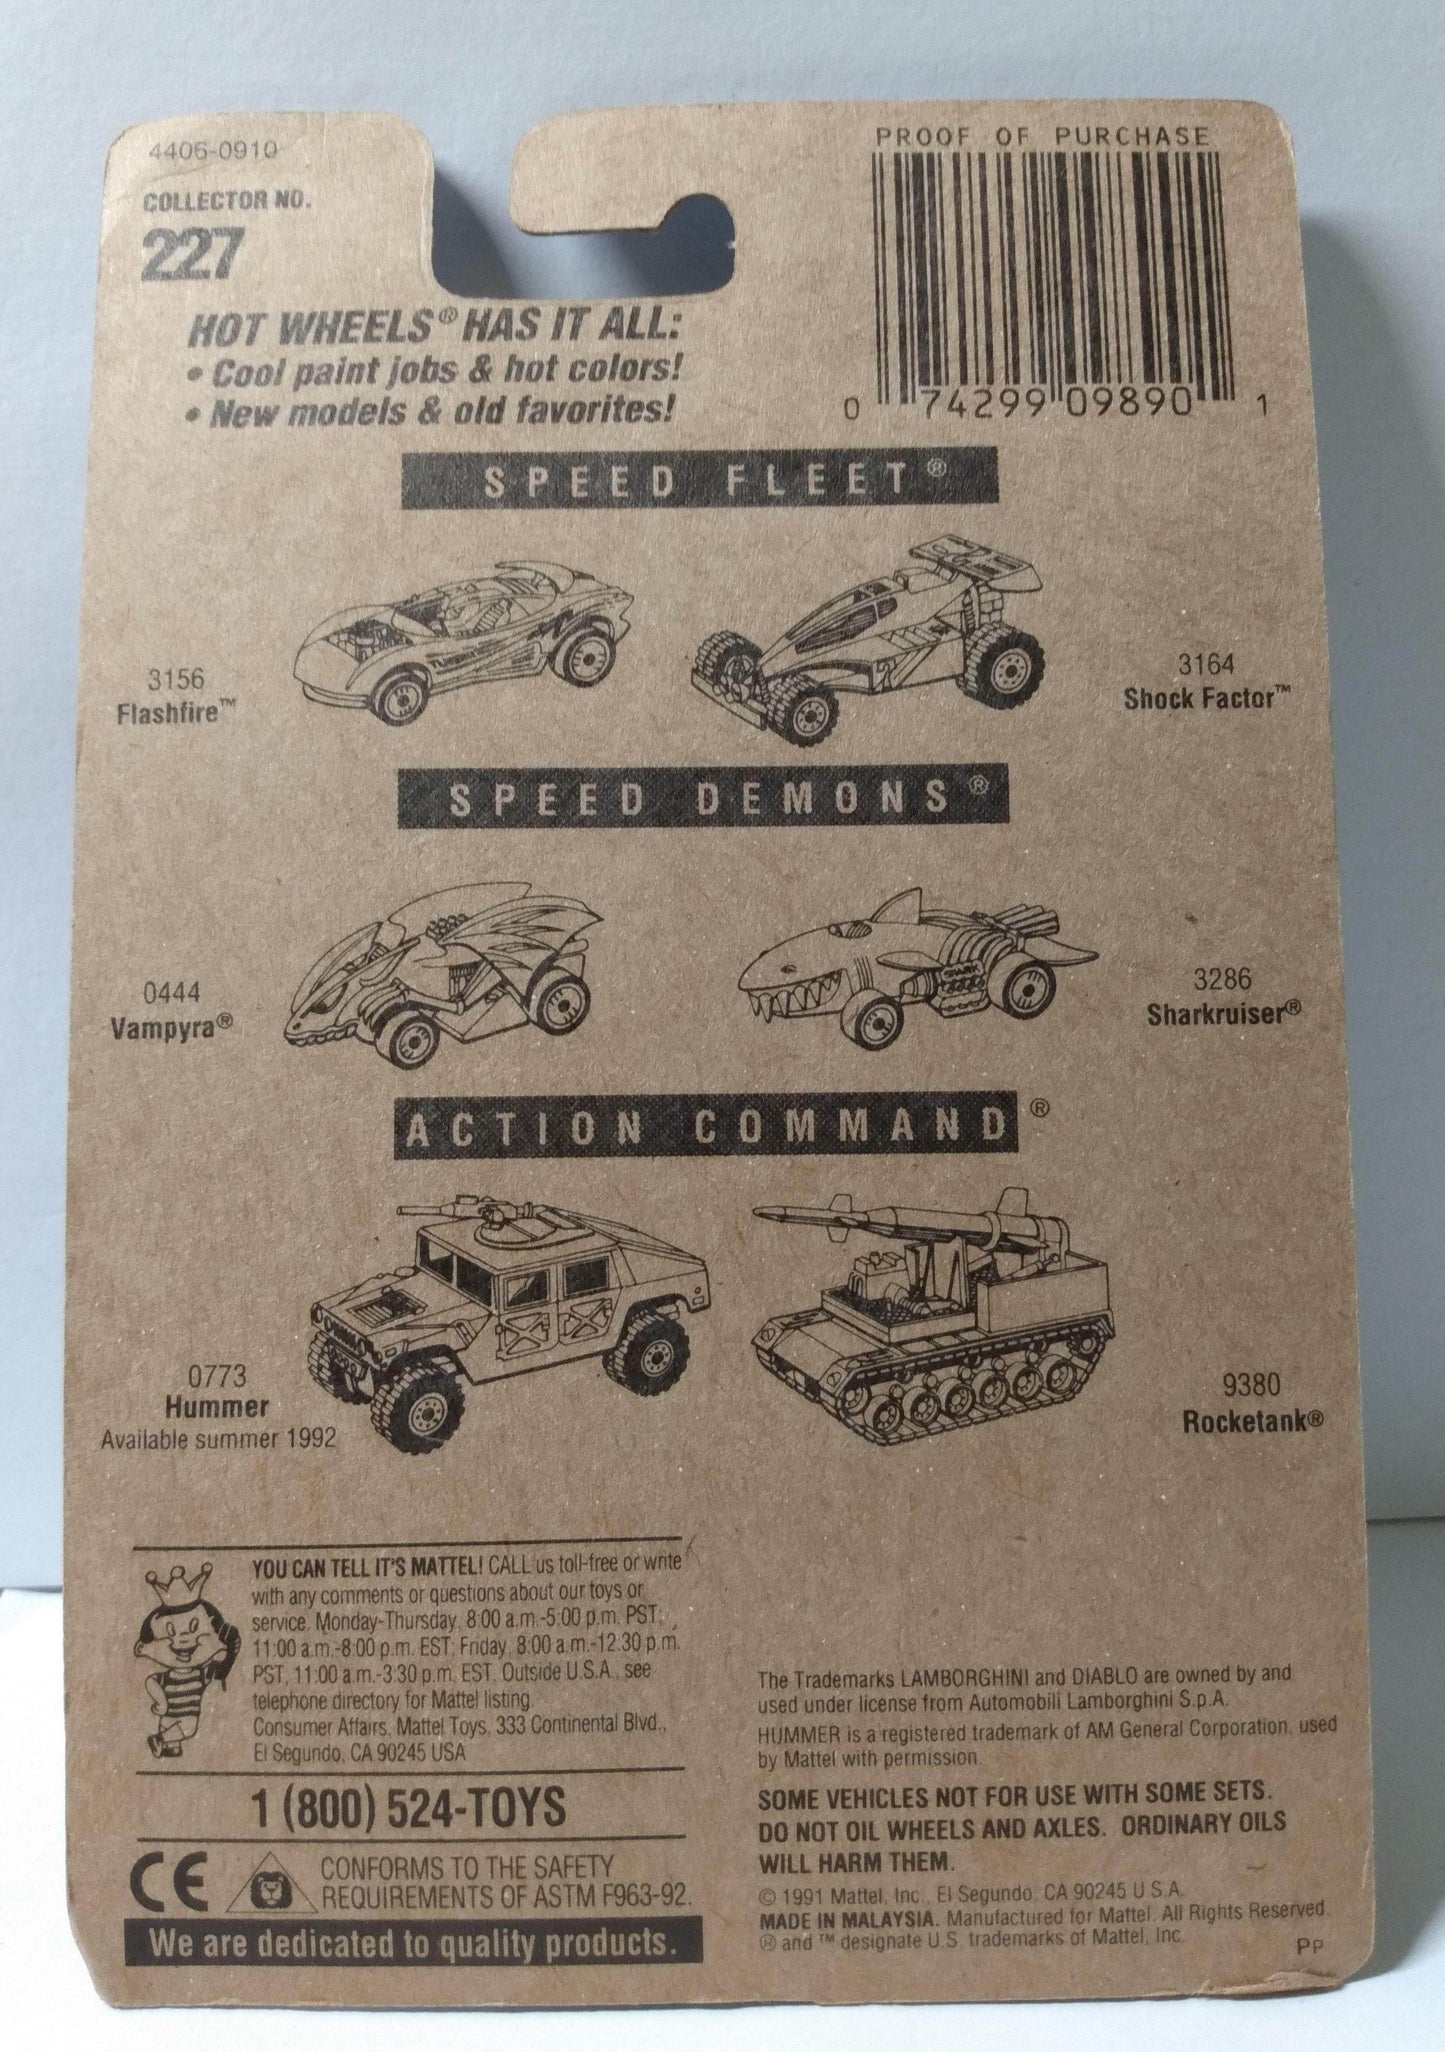 4406-0910
COLLECTOR NO.
227
PROOF OF PURCHASE
0 74299 09890 1
HOT WHEELS® HAS IT ALL:
• Cool paint jobs & hot colors!
• New models & old favorites!
SPEED FLEET®
3156
Flashfire™
3164
Shock Factor™
SPEED DEMONS®
0444
Vampyra®
SHARK
3286
Sharkruiser®
ACTION COMMAND®
0773
Hummer
Available summer 1992
9380
Rocketank®
YOU CAN TELL IT'S MATTEL! CALL us toll-free or write
with any comments or questions about our toys or
service, Monday-Thursday, 8:00 a.m.-5:00 p.m. PST;
11:00 a.m.-8:00 p.m. EST; Friday, 8:00 a.m.-12:30 p.m.
PST, 11:00 a.m.-3:30 p.m. EST. Outside U.S.A., see
telephone directory for Mattel listing.
Consumer Affairs, Mattel Toys, 333 Continental Blvd.,
El Segundo, CA 90245 USA
1 (800) 524-TOYS
CE
CONFORMS TO THE SAFETY
REQUIREMENTS OF ASTM F963-92.
We are dedicated to quality products.
The Trademarks LAMBORGHINI and DIABLO are owned by and
used under license from Automobili Lamborghini S.p.A.
HUMMER is a registered trademark of AM General Corporation, used
by Mattel with permission.
SOME VEHICLES NOT FOR USE WITH SOME SETS.
DO NOT OIL WHEELS AND AXLES. ORDINARY OILS
WILL HARM THEM.
© 1991 Mattel, Inc., El Segundo, CA 90245 U.S.A.
MADE IN MALAYSIA. Manufactured for Mattel. All Rights Reserved.
® and ™ designate U.S. trademarks of Mattel, Inc.
PP